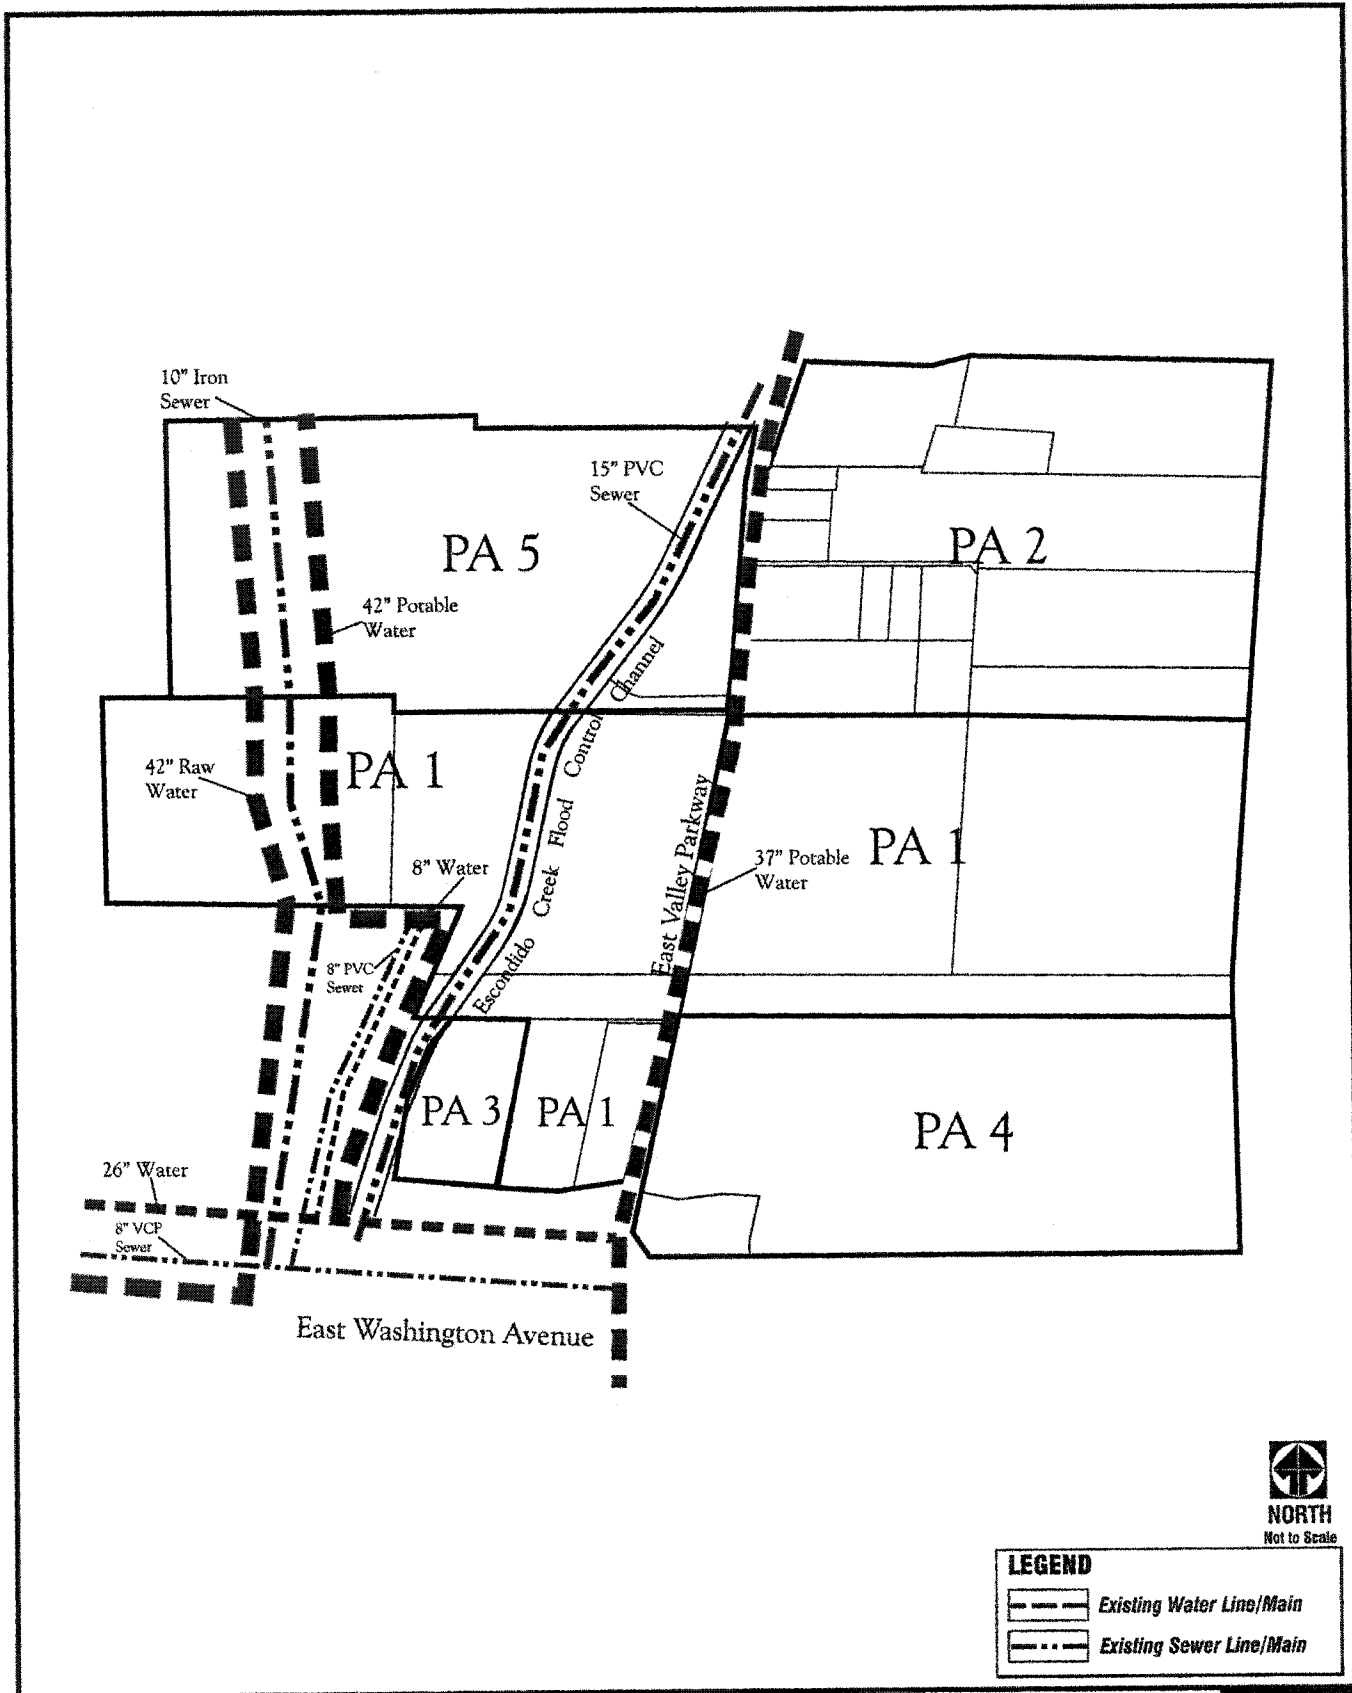 10" Iron
Sewer
15" PVC
Sewer
PA 5
PA 2
42" Potable
Water
Escondido Creek Flood Control Channel
42" Raw
Water
PA 1
East Valley Parkway
37" Potable
Water
PA 1
8" Water
8" PVC
Sewer
PA 3
PA 1
PA 4
26" Water
8" VCP
Sewer
East Washington Avenue
NORTH
Not to Scale
LEGEND
Existing Water Line/Main
Existing Sewer Line/Main